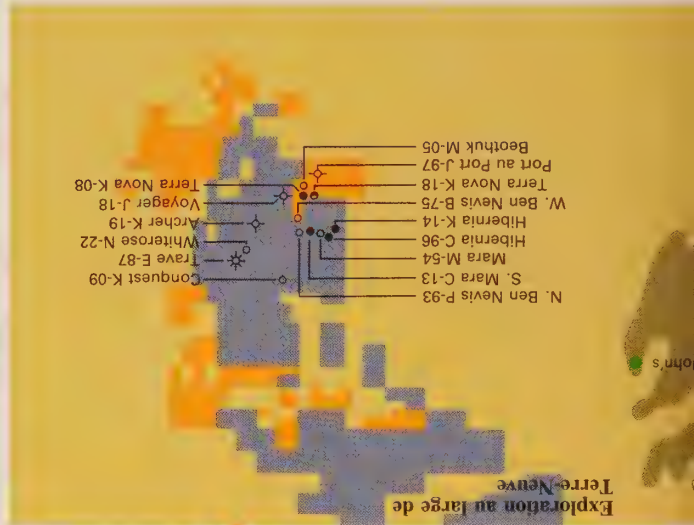 Exploration au large de
Terre-Neuve
N. Ben Nevis P-93
S. Mara C-13
Mara M-54
Hibernia C-96
Hibernia K-14
W. Ben Nevis B-75
Terra Nova K-18
Port au Port J-97
Beothuk M-05
Conquest K-09
Trave E-87
Whiterose N-22
Archer K-19
Voyager J-18
Terra Nova K-08
ohn's